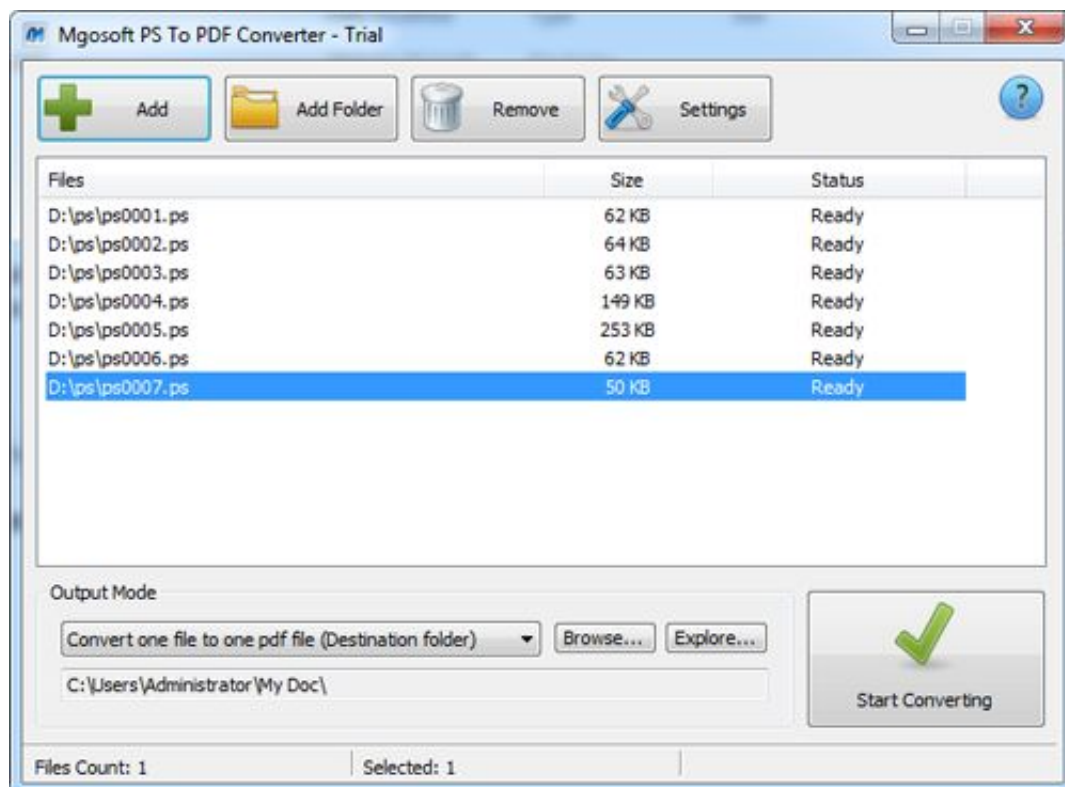 Mgosoft PS To PDF Converter - Trial
Add Add Folder Remove Settings ?
Files Size Status
D:\ps\ps0001.ps 62 KB Ready
D:\ps\ps0002.ps 64 KB Ready
D:\ps\ps0003.ps 63 KB Ready
D:\ps\ps0004.ps 149 KB Ready
D:\ps\ps0005.ps 253 KB Ready
D:\ps\ps0006.ps 62 KB Ready
D:\ps\ps0007.ps 50 KB Ready
Output Mode
Convert one file to one pdf file (Destination folder) Browse... Explore...
C:\Users\Administrator\My Doc\
Start Converting
Files Count: 1 Selected: 1